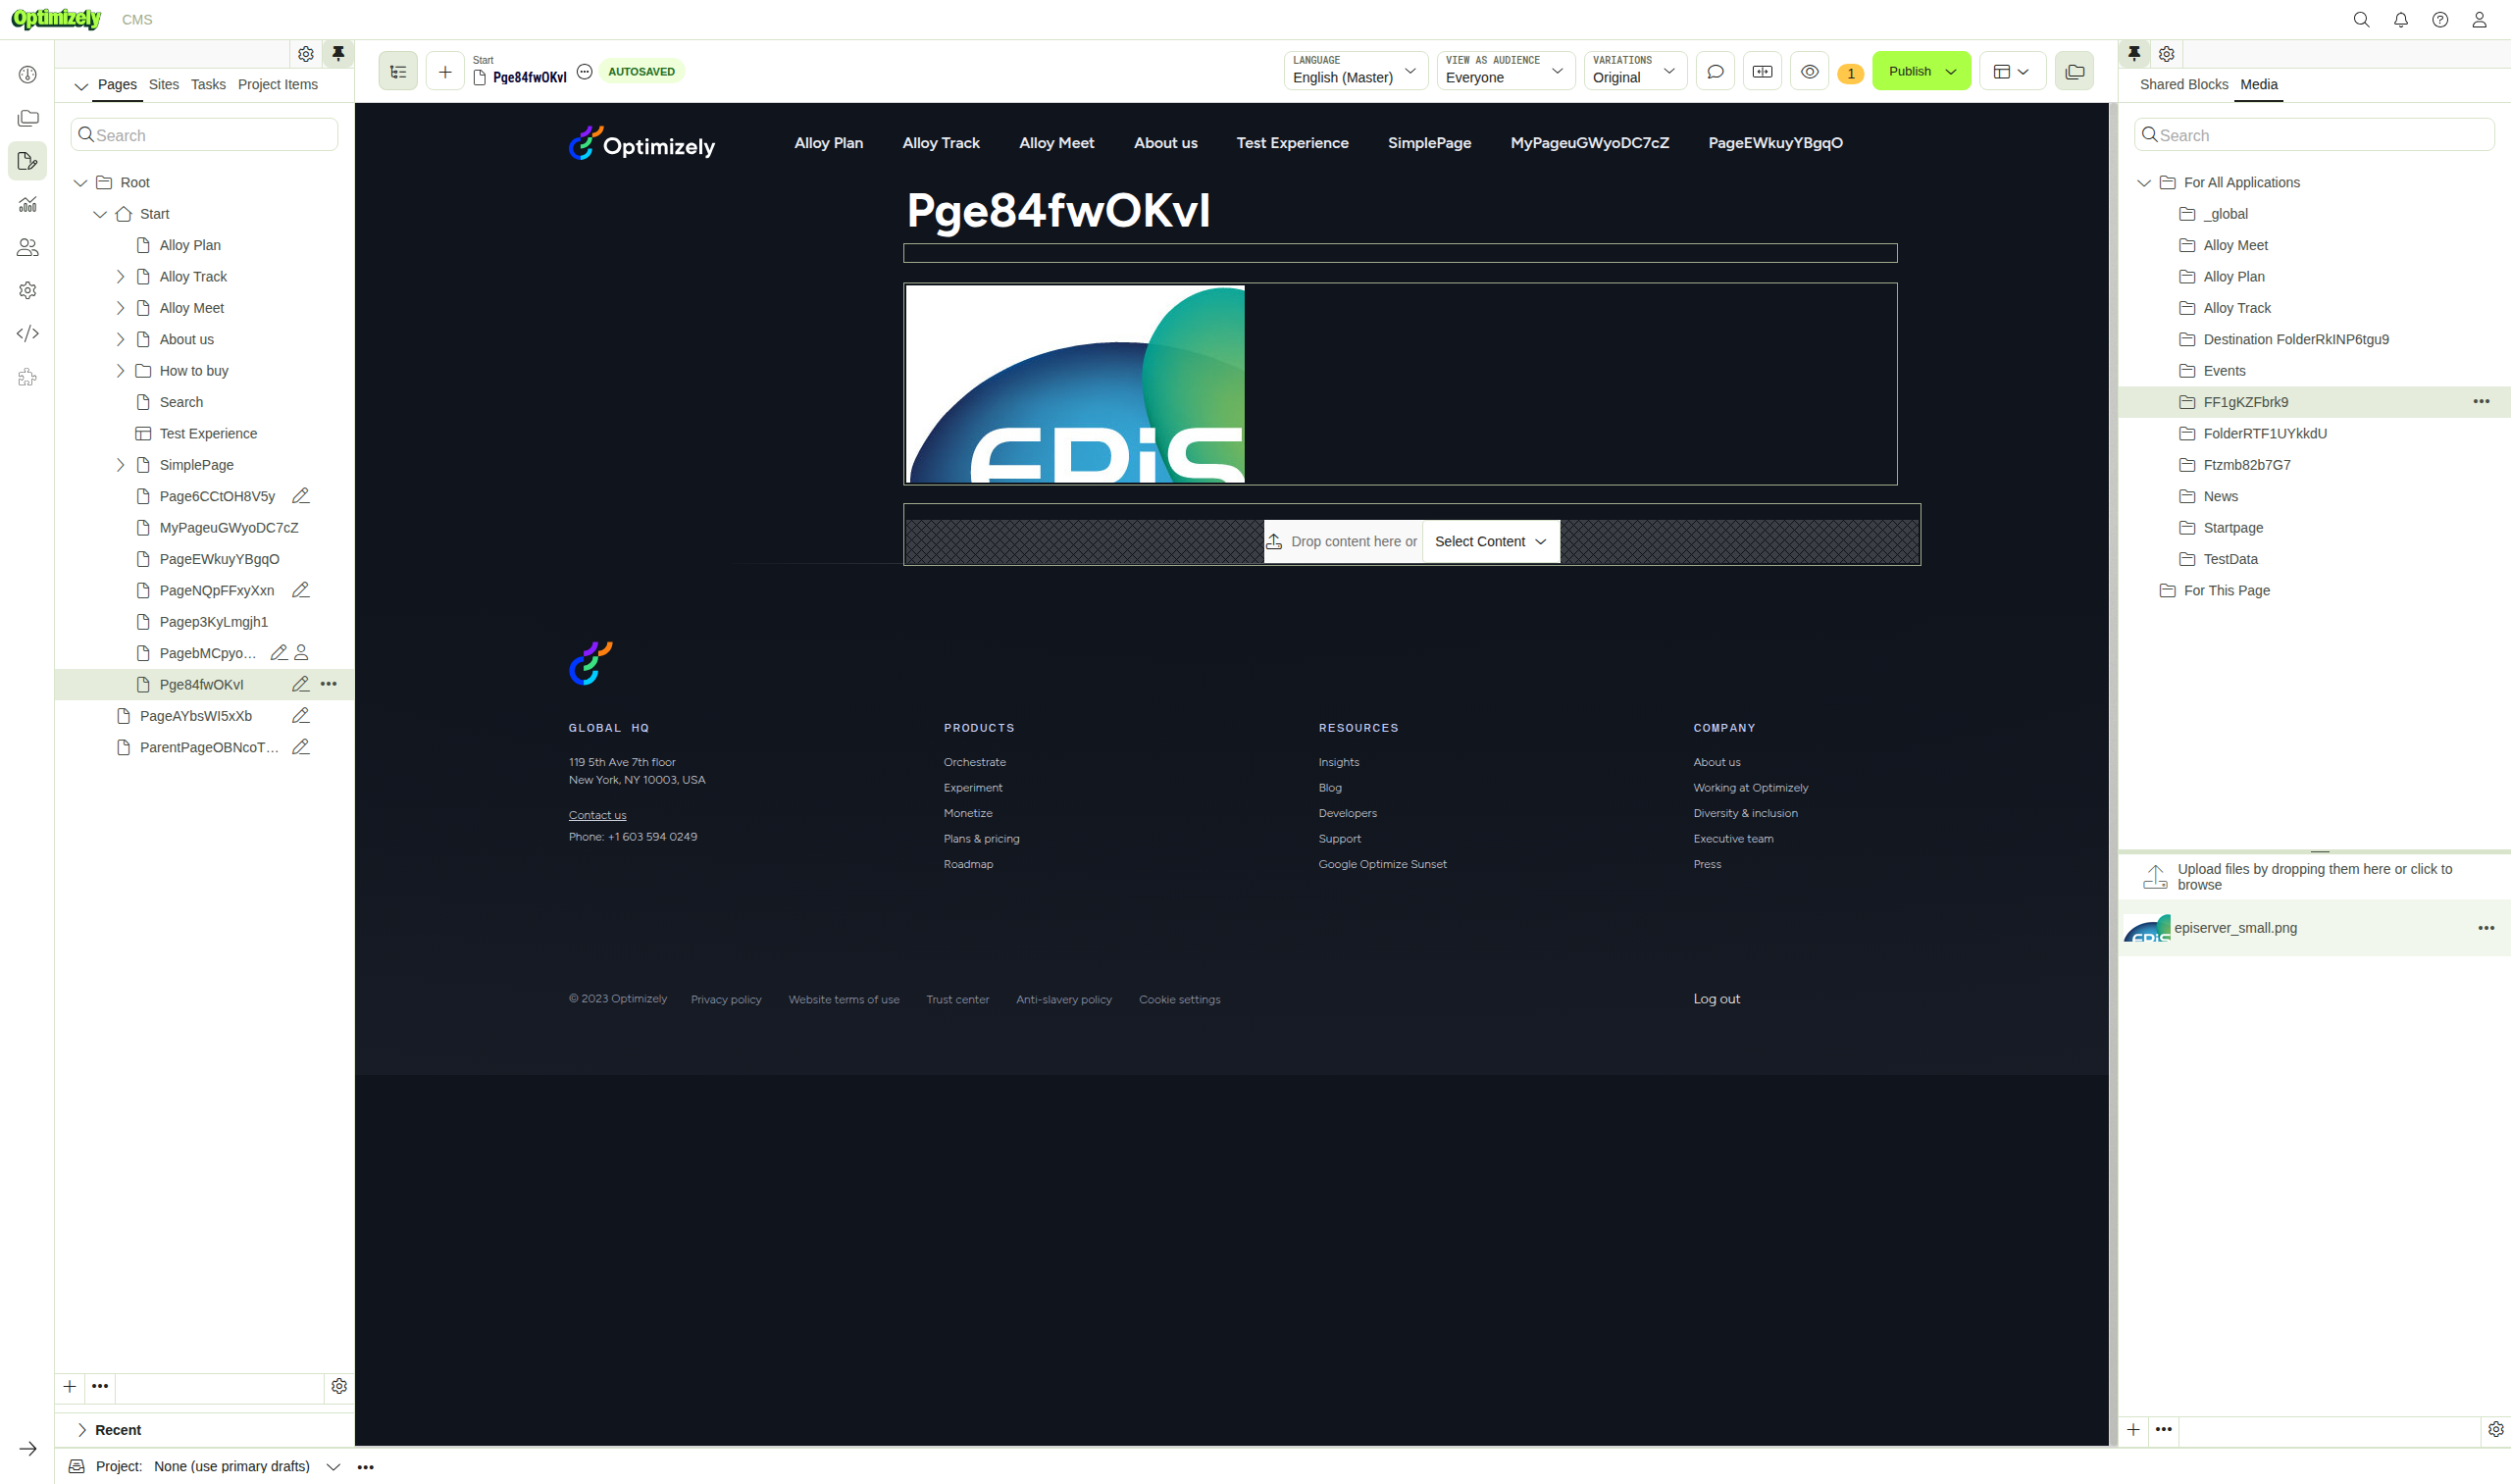 Optimizely CMS
Pages Sites Tasks Project Items
Search
Root
Start
Alloy Plan
Alloy Track
Alloy Meet
About us
How to buy
Search
Test Experience
SimplePage
Page6CCtOH8V5y
MyPageuGWyoDC7cZ
PageEWkuyYBgqO
PageNQpFFxyXxn
Pagep3KyLmgjh1
PagebMCpyo...
Pge84fwOKvI
PageAYbsWI5xXb
ParentPageOBNcoT...
Recent
Project: None (use primary drafts)
Start
Pge84fwOKvI
AUTOSAVED
LANGUAGE
English (Master)
VIEW AS AUDIENCE
Everyone
VARIATIONS
Original
1
Publish
Optimizely
Alloy Plan Alloy Track Alloy Meet About us Test Experience SimplePage MyPageuGWyoDC7cZ PageEWkuyYBgqO
Pge84fwOKvI
EPiS
Drop content here or Select Content
GLOBAL HQ
119 5th Ave 7th floor
New York, NY 10003, USA
Contact us
Phone: +1 603 594 0249
PRODUCTS
Orchestrate
Experiment
Monetize
Plans & pricing
Roadmap
RESOURCES
Insights
Blog
Developers
Support
Google Optimize Sunset
COMPANY
About us
Working at Optimizely
Diversity & inclusion
Executive team
Press
© 2023 Optimizely Privacy policy Website terms of use Trust center Anti-slavery policy Cookie settings Log out
Shared Blocks Media
Search
For All Applications
_global
Alloy Meet
Alloy Plan
Alloy Track
Destination FolderRkINP6tgu9
Events
FF1gKZFbrk9
FolderRTF1UYkkdU
Ftzmb82b7G7
News
Startpage
TestData
For This Page
Upload files by dropping them here or click to
browse
EPiS
episerver_small.png